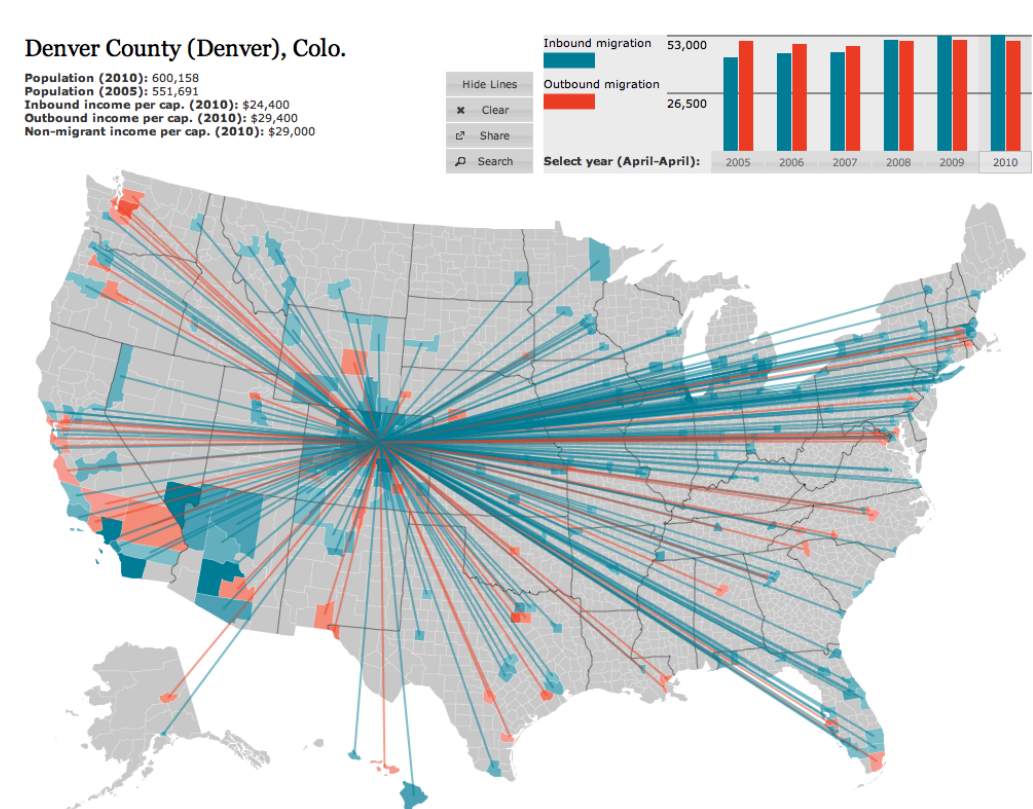 Denver County (Denver), Colo.
Population (2010): 600,158
Population (2005): 551,691
Inbound income per cap. (2010): $24,400
Outbound income per cap. (2010): $29,400
Non-migrant income per cap. (2010): $29,000
Hide Lines
Clear
Share
Search
Inbound migration
Outbound migration
53,000
26,500
Select year (April-April):
2005
2006
2007
2008
2009
2010